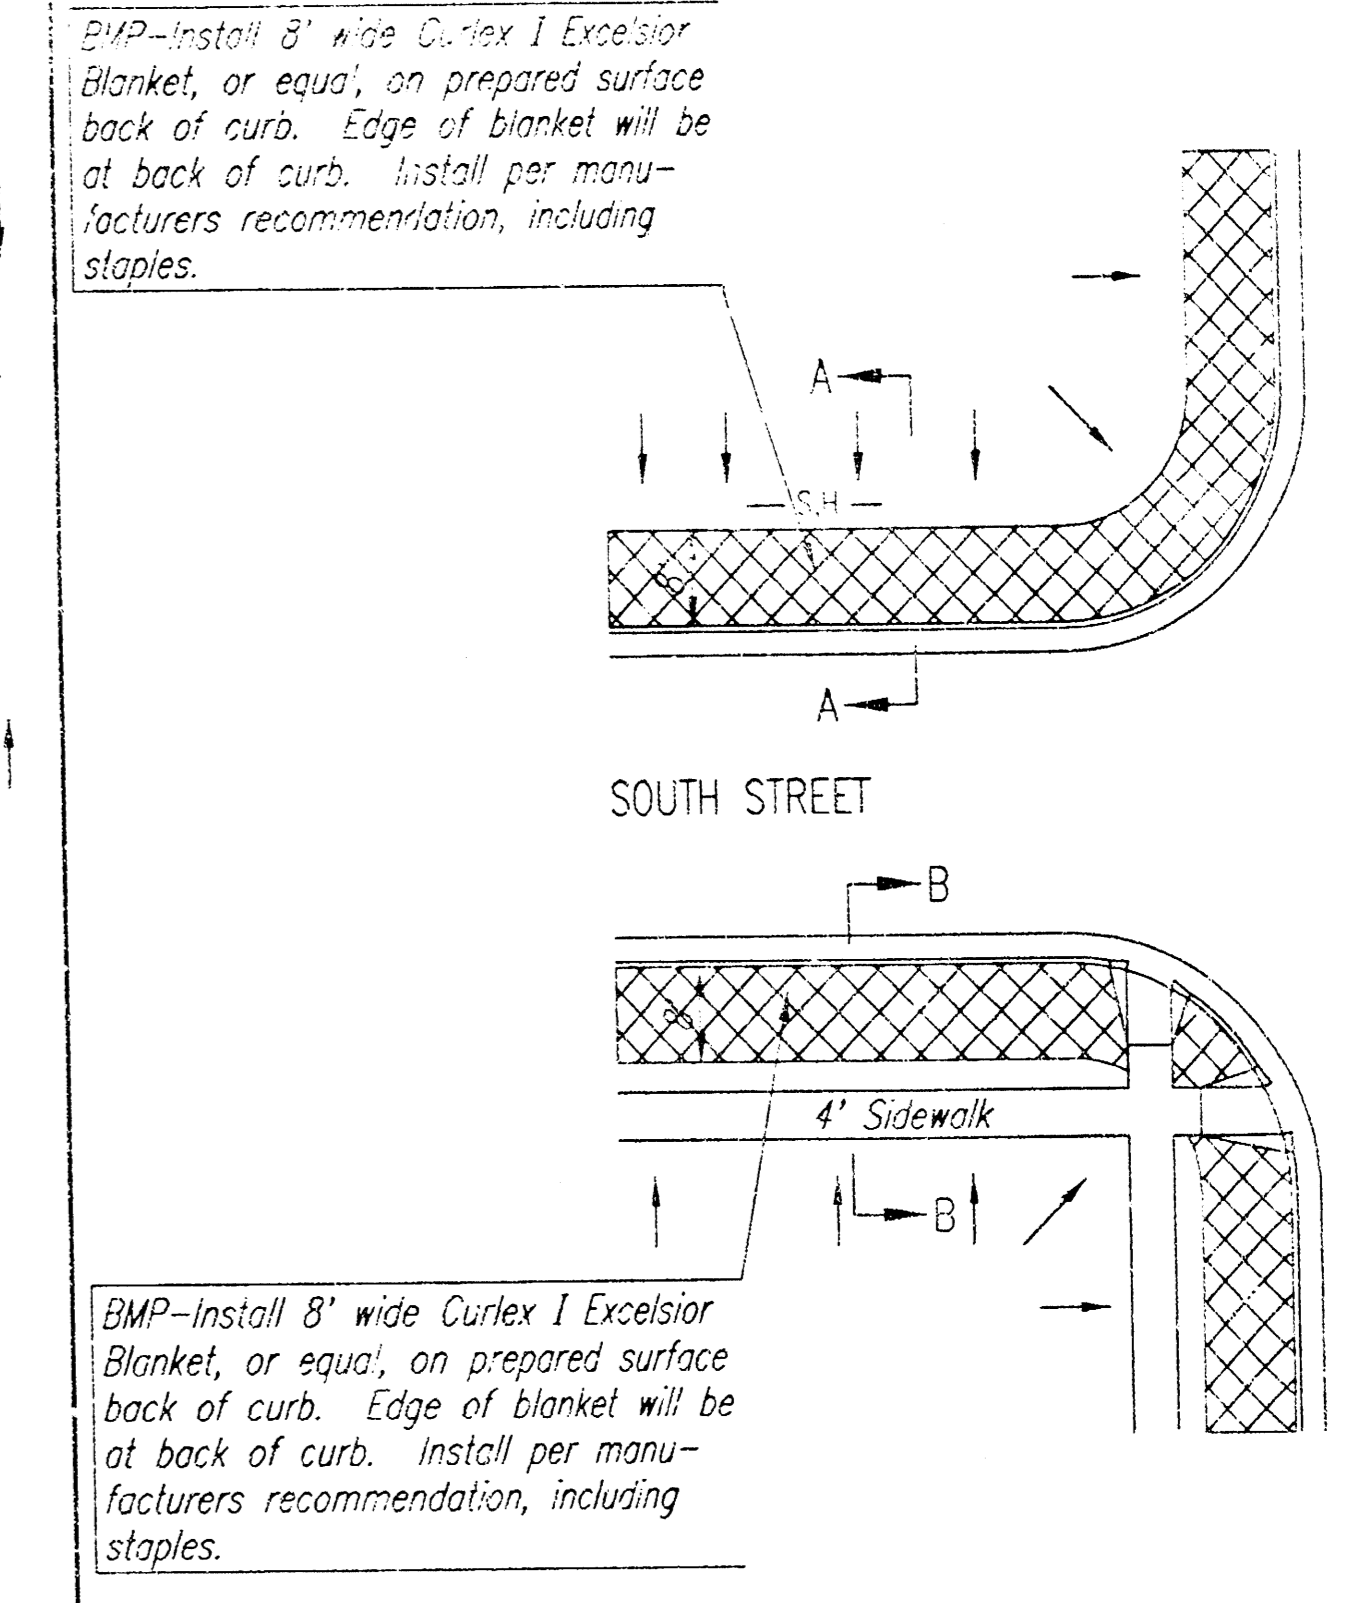 BMP-Install 8' wide Curlex I Excelsior
Blanket, or equal, on prepared surface
back of curb. Edge of blanket will be
at back of curb. Install per manu-
facturers recommendation, including
staples.
A
S.H
8'
A
SOUTH STREET
B
8'
4' Sidewalk
B
BMP-Install 8' wide Curlex I Excelsior
Blanket, or equal, on prepared surface
back of curb. Edge of blanket will be
at back of curb. Install per manu-
facturers recommendation, including
staples.